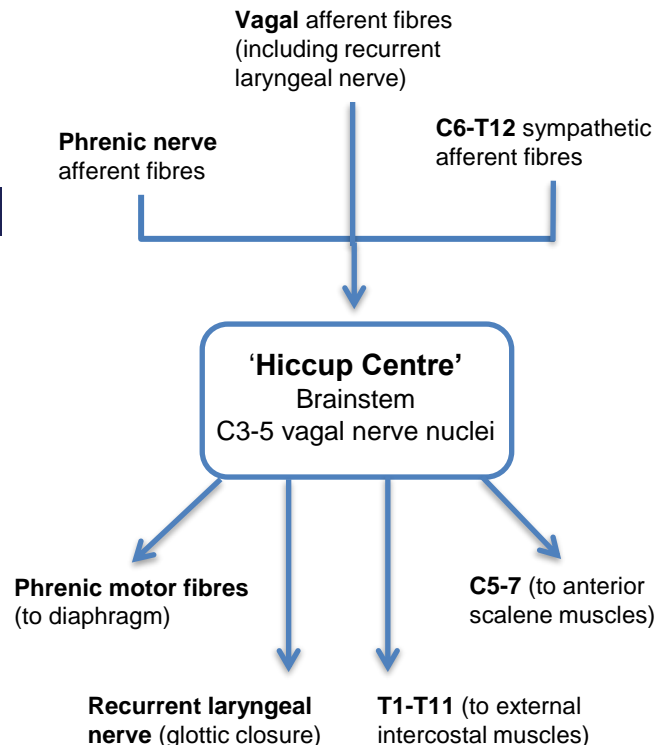 Vagal afferent fibres
(including recurrent
laryngeal nerve)
Phrenic nerve
afferent fibres
C6-T12 sympathetic
afferent fibres
‘Hiccup Centre’
Brainstem
C3-5 vagal nerve nuclei
Phrenic motor fibres
(to diaphragm)
C5-7 (to anterior
scalene muscles)
Recurrent laryngeal
nerve (glottic closure)
T1-T11 (to external
intercostal muscles)